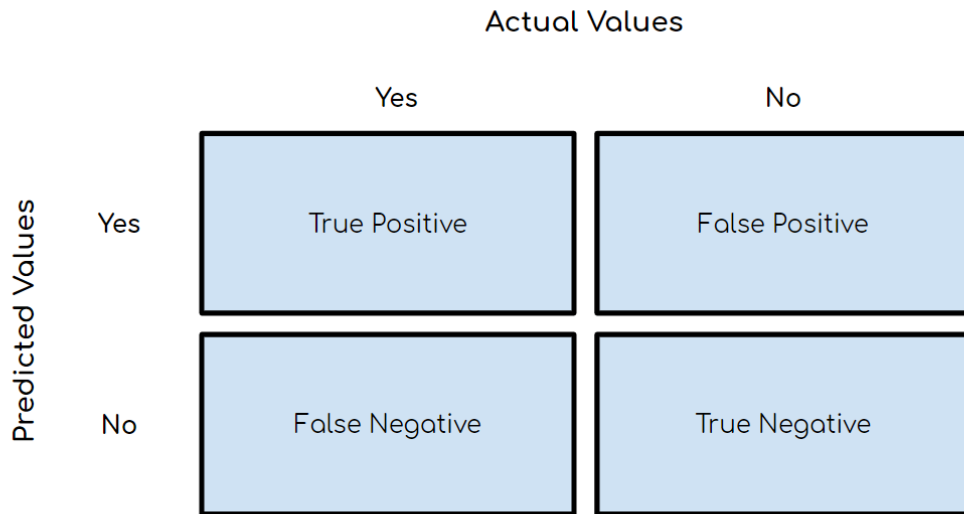 Actual Values
Yes
No
Predicted Values
Yes
True Positive
False Positive
No
False Negative
True Negative